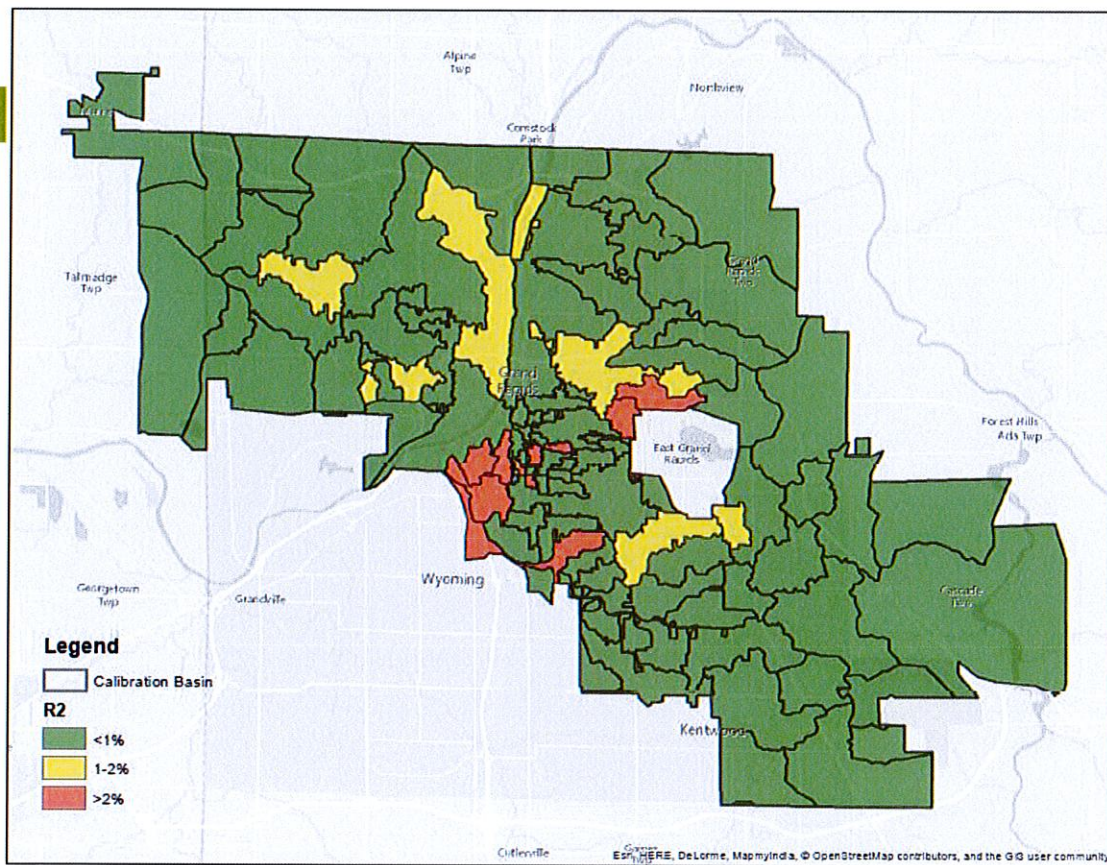 Alpine
Twp
Northview
Comstock
Park
Grand
Rapids
Twp
Tallmadge
Twp
Grand
Rapids
Forest Hills
Ada Twp
East Grand
Rapids
Wyoming
Georgetown
Twp
Grandville
Cascade
Twp
Legend
Calibration Basin
R2
<1%
1-2%
>2%
Kentwood
Cutlerville
Esri, HERE, DeLorme, MapmyIndia, © OpenStreetMap contributors, and the GIS user community